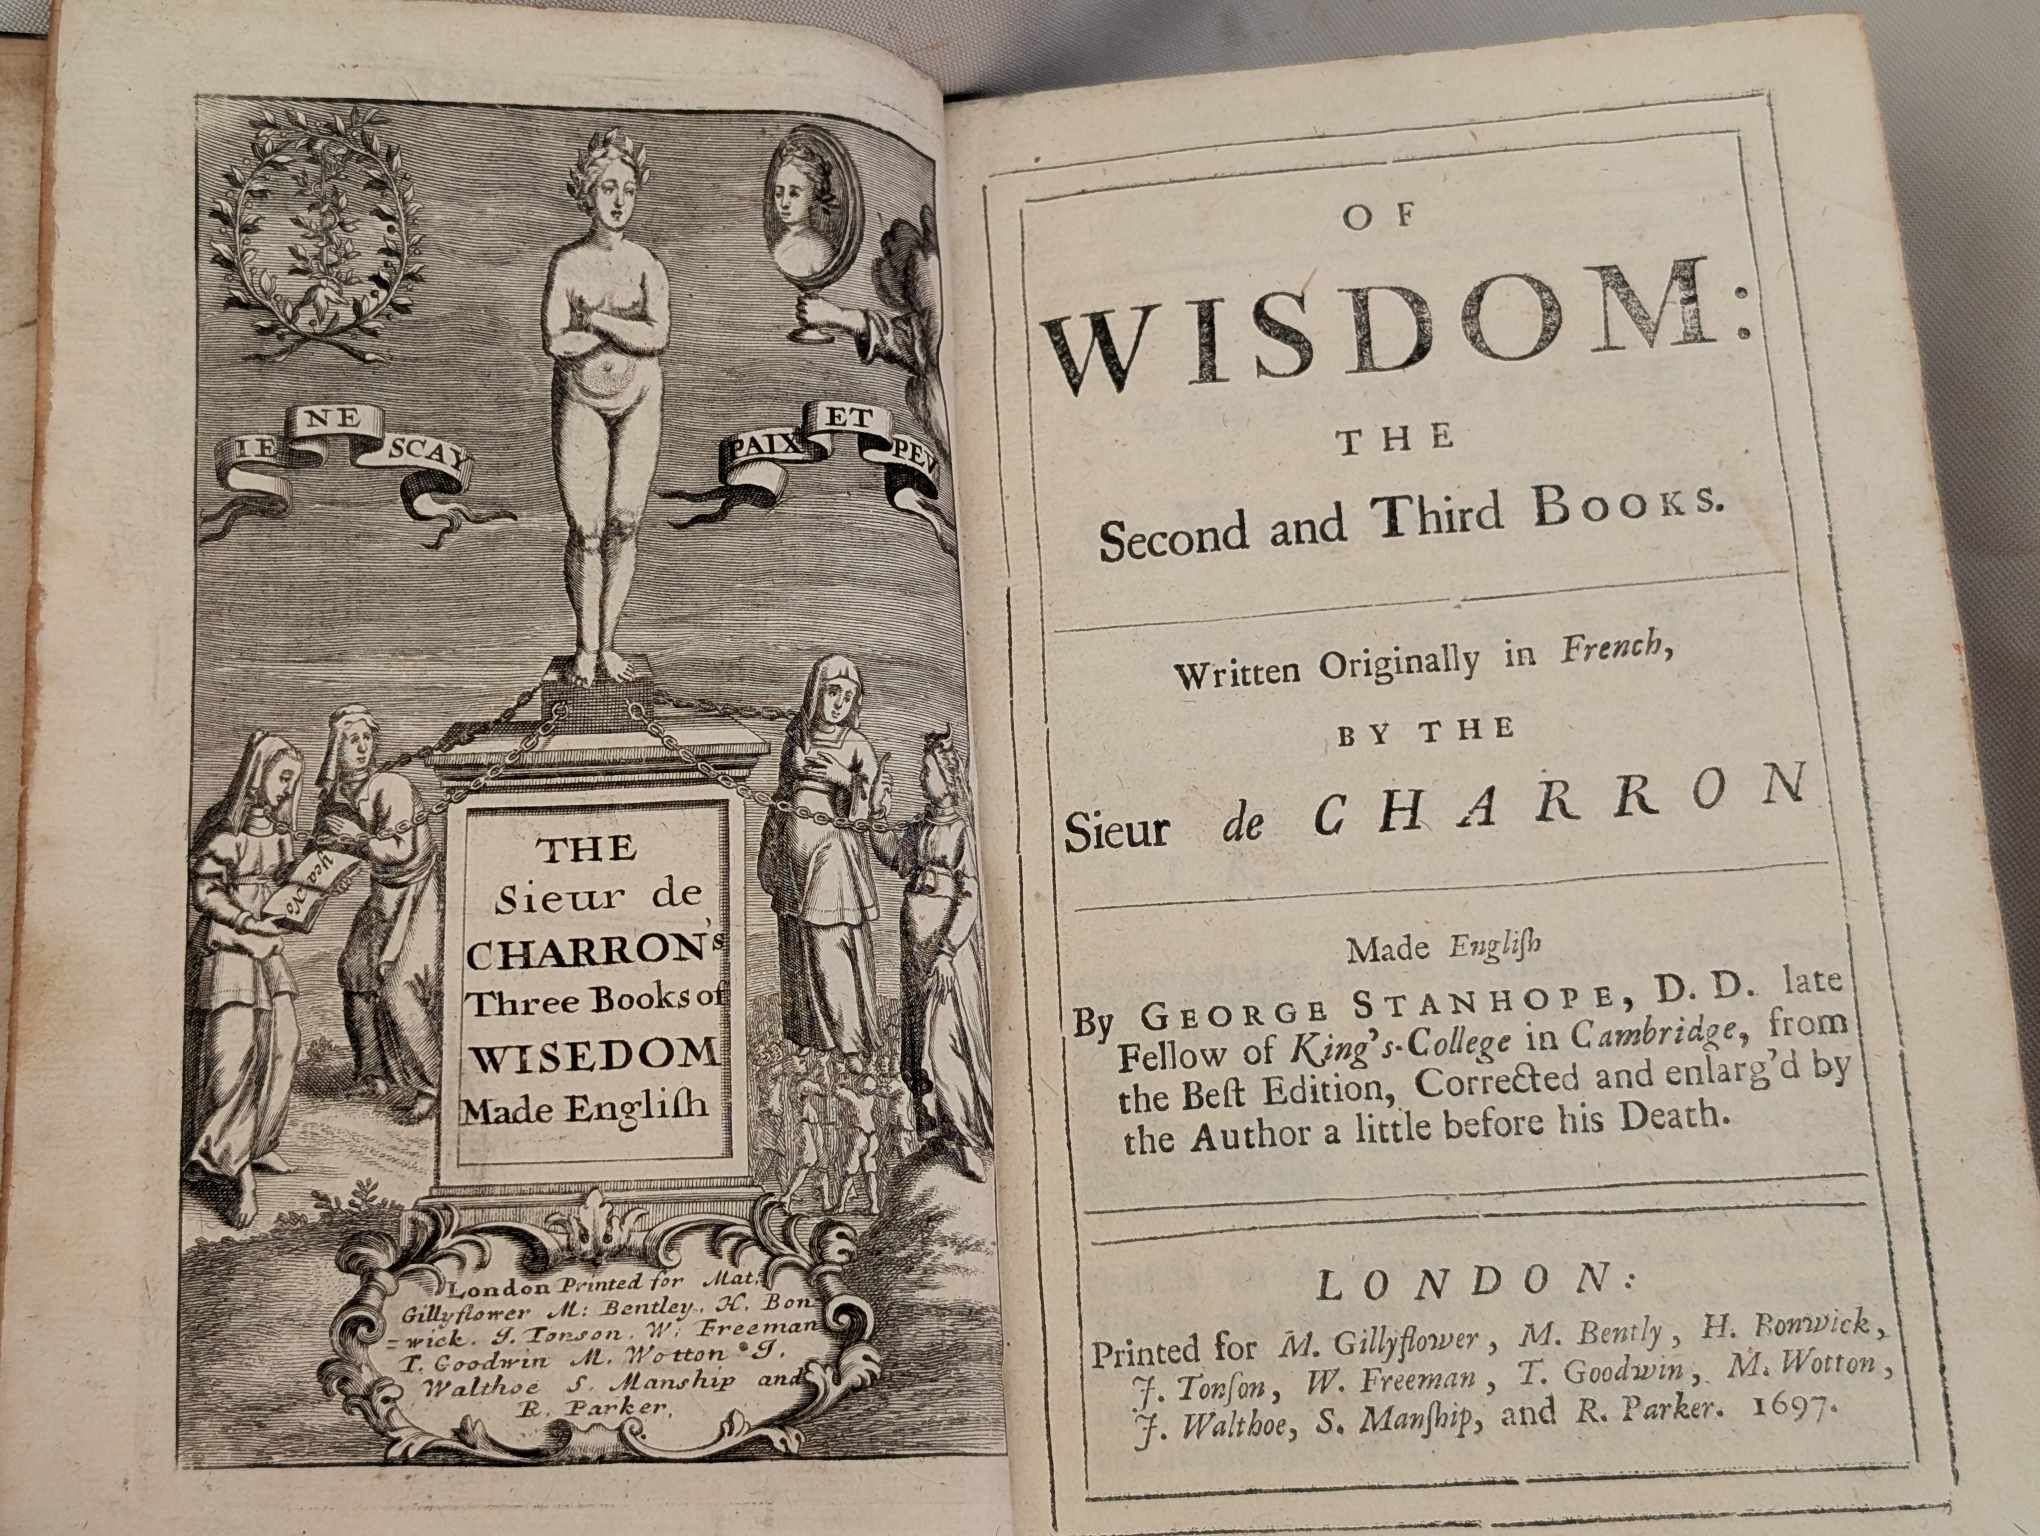 IE NE SCAY
PAIX ET PEV
Yea No
THE
Sieur de
CHARRON's
Three Books of
WISEDOM
Made Engliſh
London Printed for Mat:
Gillyflower M: Bentley. H. Bon
=wick. J. Tonson. W: Freeman
T. Goodwin M. Wotton J.
Walthoe S. Manship and
R. Parker.
OF
WISDOM:
THE
Second and Third BOOKS.
Written Originally in French,
BY THE
Sieur de CHARRON
Made Engliſh
By GEORGE STANHOPE, D. D. late
Fellow of King's-College in Cambridge, from
the Beſt Edition, Corrected and enlarg'd by
the Author a little before his Death.
LONDON:
Printed for M. Gillyflower, M. Bently, H. Bonwick,
J. Tonſon, W. Freeman, T. Goodwin, M. Wotton,
J. Walthoe, S. Manſhip, and R. Parker. 1697.